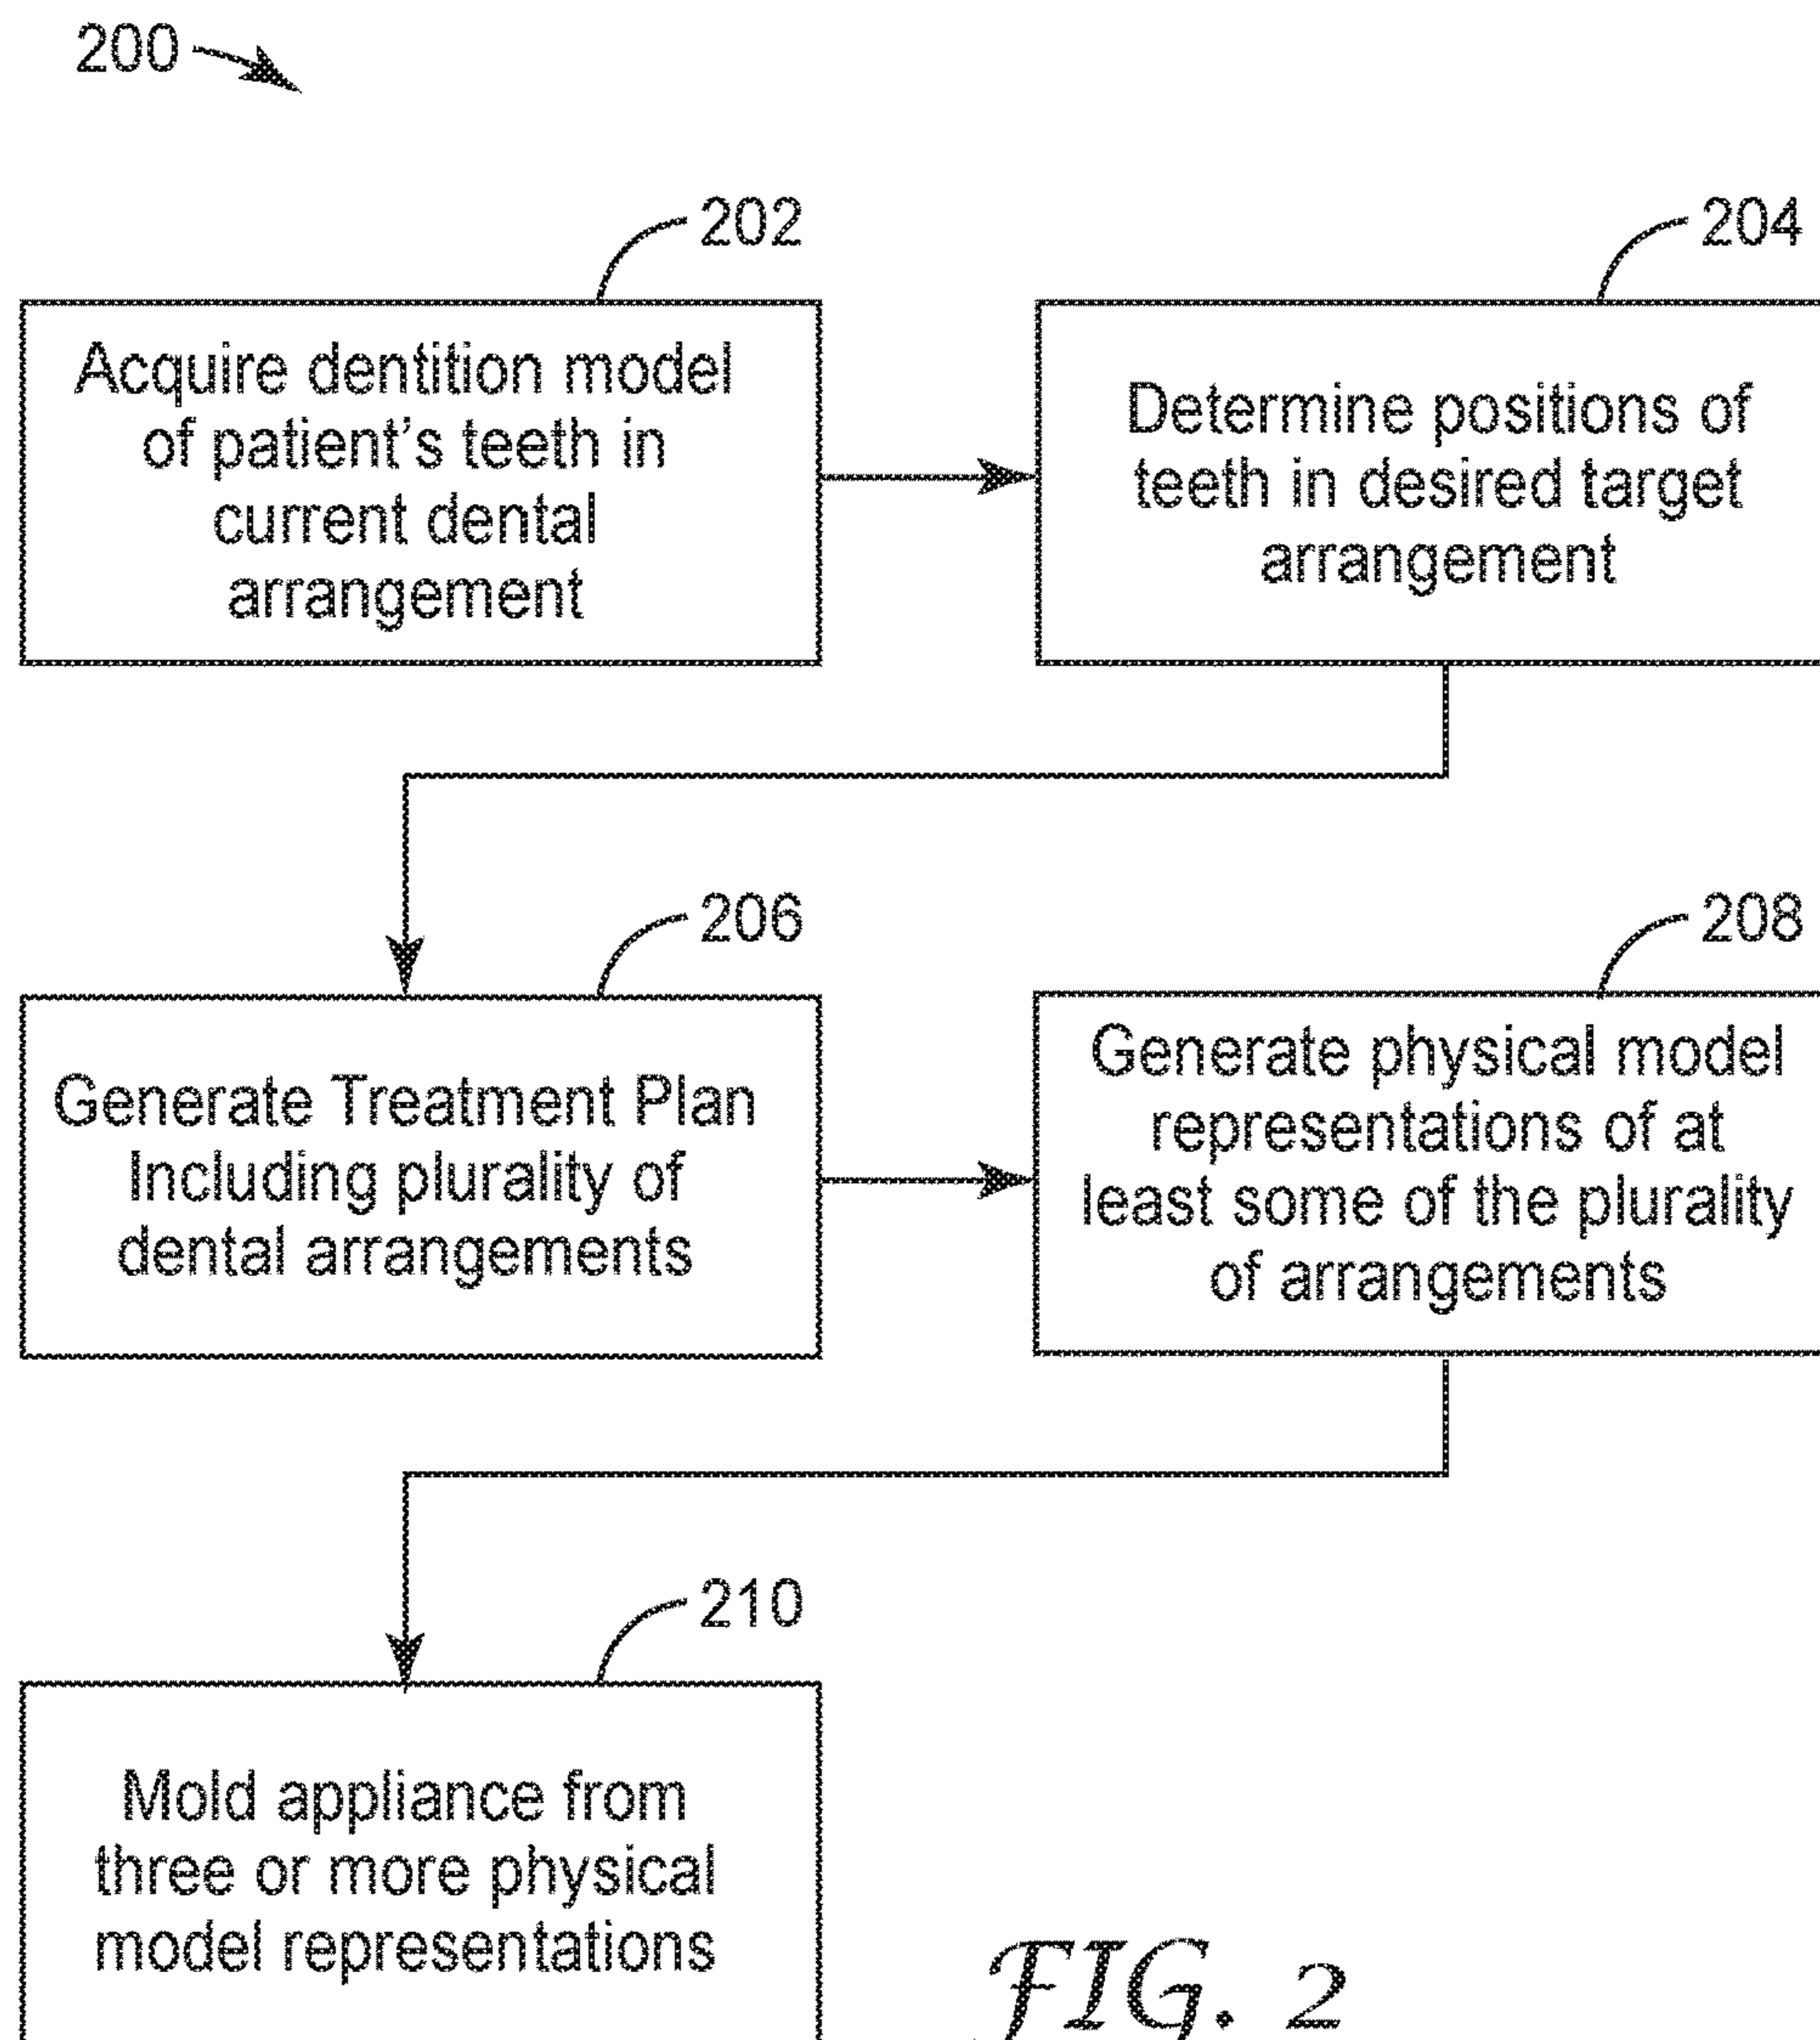 200
202
Acquire dentition model
of patient's teeth in
current dental
arrangement
204
Determine positions of
teeth in desired target
arrangement
206
Generate Treatment Plan
Including plurality of
dental arrangements
208
Generate physical model
representations of at
least some of the plurality
of arrangements
210
Mold appliance from
three or more physical
model representations
FIG. 2